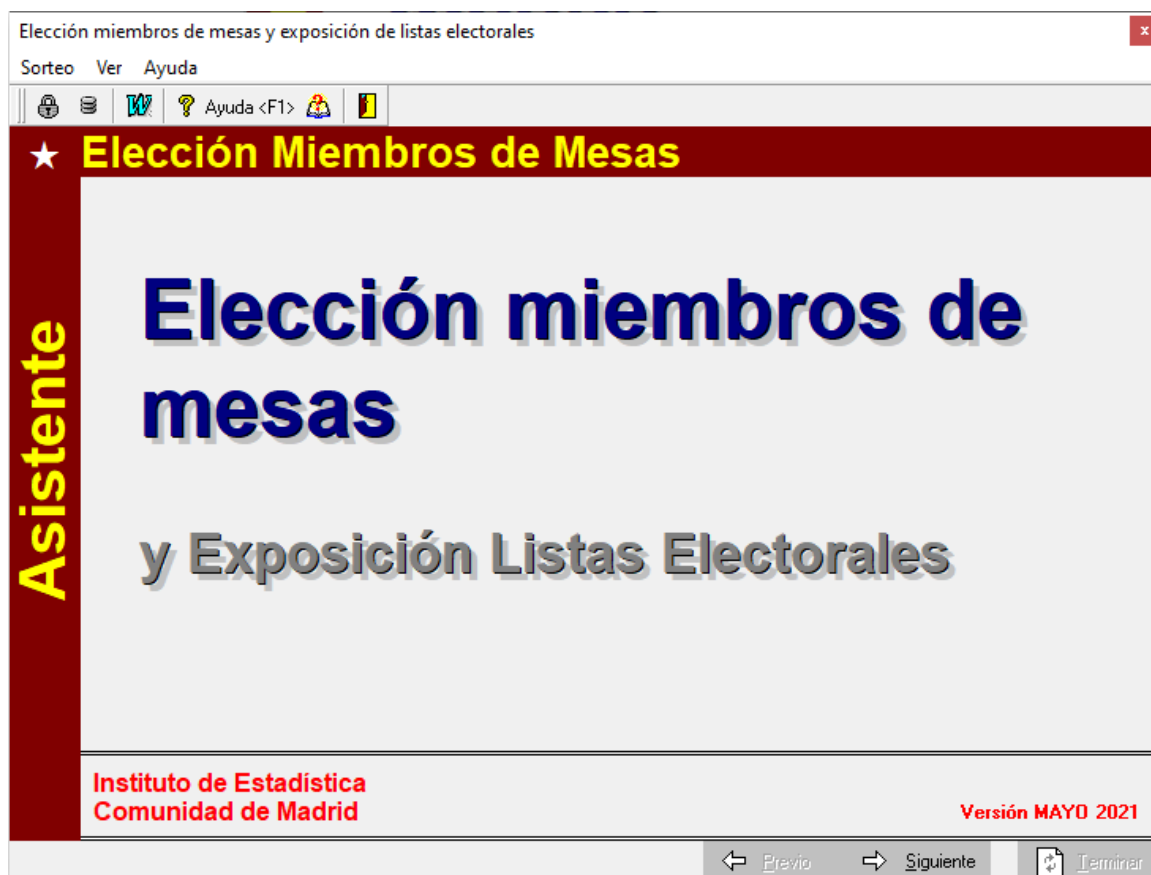 Elección miembros de mesas y exposición de listas electorales
x
Sorteo Ver Ayuda
W ? Ayuda <F1>
Elección Miembros de Mesas
Asistente
Elección miembros de
mesas
y Exposición Listas Electorales
Instituto de Estadística
Comunidad de Madrid
Versión MAYO 2021
Previo Siguiente Terminar